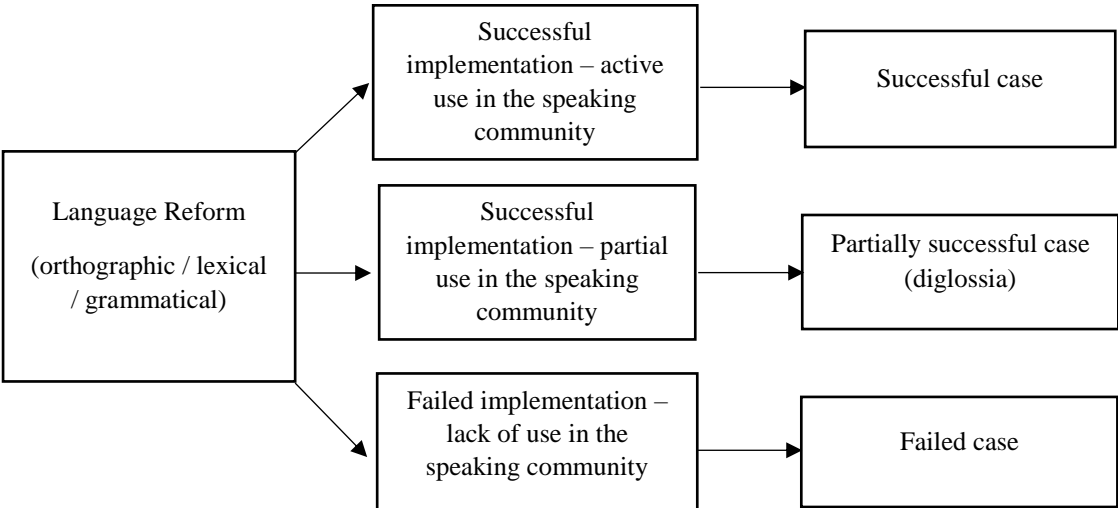 Successful
implementation – active
use in the speaking
community
Successful case
Language Reform
(orthographic / lexical
/ grammatical)
Successful
implementation – partial
use in the speaking
community
Partially successful case
(diglossia)
Failed implementation –
lack of use in the
speaking community
Failed case